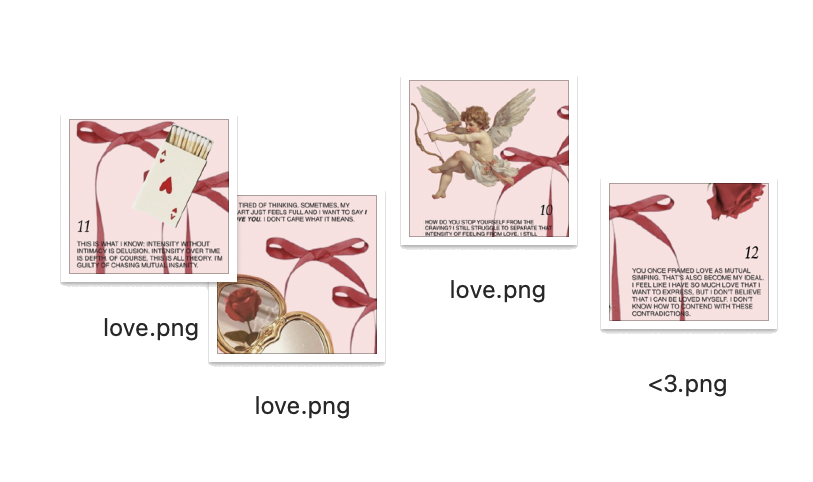 11
THIS IS WHAT I KNOW: INTENSITY WITHOUT
INTIMACY IS DELUSION. INTENSITY OVER TIME
IS DEPTH. OF COURSE, THIS IS ALL THEORY. I'M
GUILTY OF CHASING MUTUAL INSANITY.
love.png
TIRED OF THINKING. SOMETIMES, MY
ART JUST FEELS FULL AND I WANT TO SAY I
VE YOU. I DON'T CARE WHAT IT MEANS.
love.png
10
HOW DO YOU STOP YOURSELF FROM THE
CRAVING? I STILL STRUGGLE TO SEPARATE THAT
INTENSITY OF FEELING FROM LOVE. I STILL
love.png
12
YOU ONCE FRAMED LOVE AS MUTUAL
SIMPING. THAT'S ALSO BECOME MY IDEAL.
I FEEL LIKE I HAVE SO MUCH LOVE THAT I
WANT TO EXPRESS, BUT I DON'T BELIEVE
THAT I CAN BE LOVED MYSELF. I DON'T
KNOW HOW TO CONTEND WITH THESE
CONTRADICTIONS.
<3.png